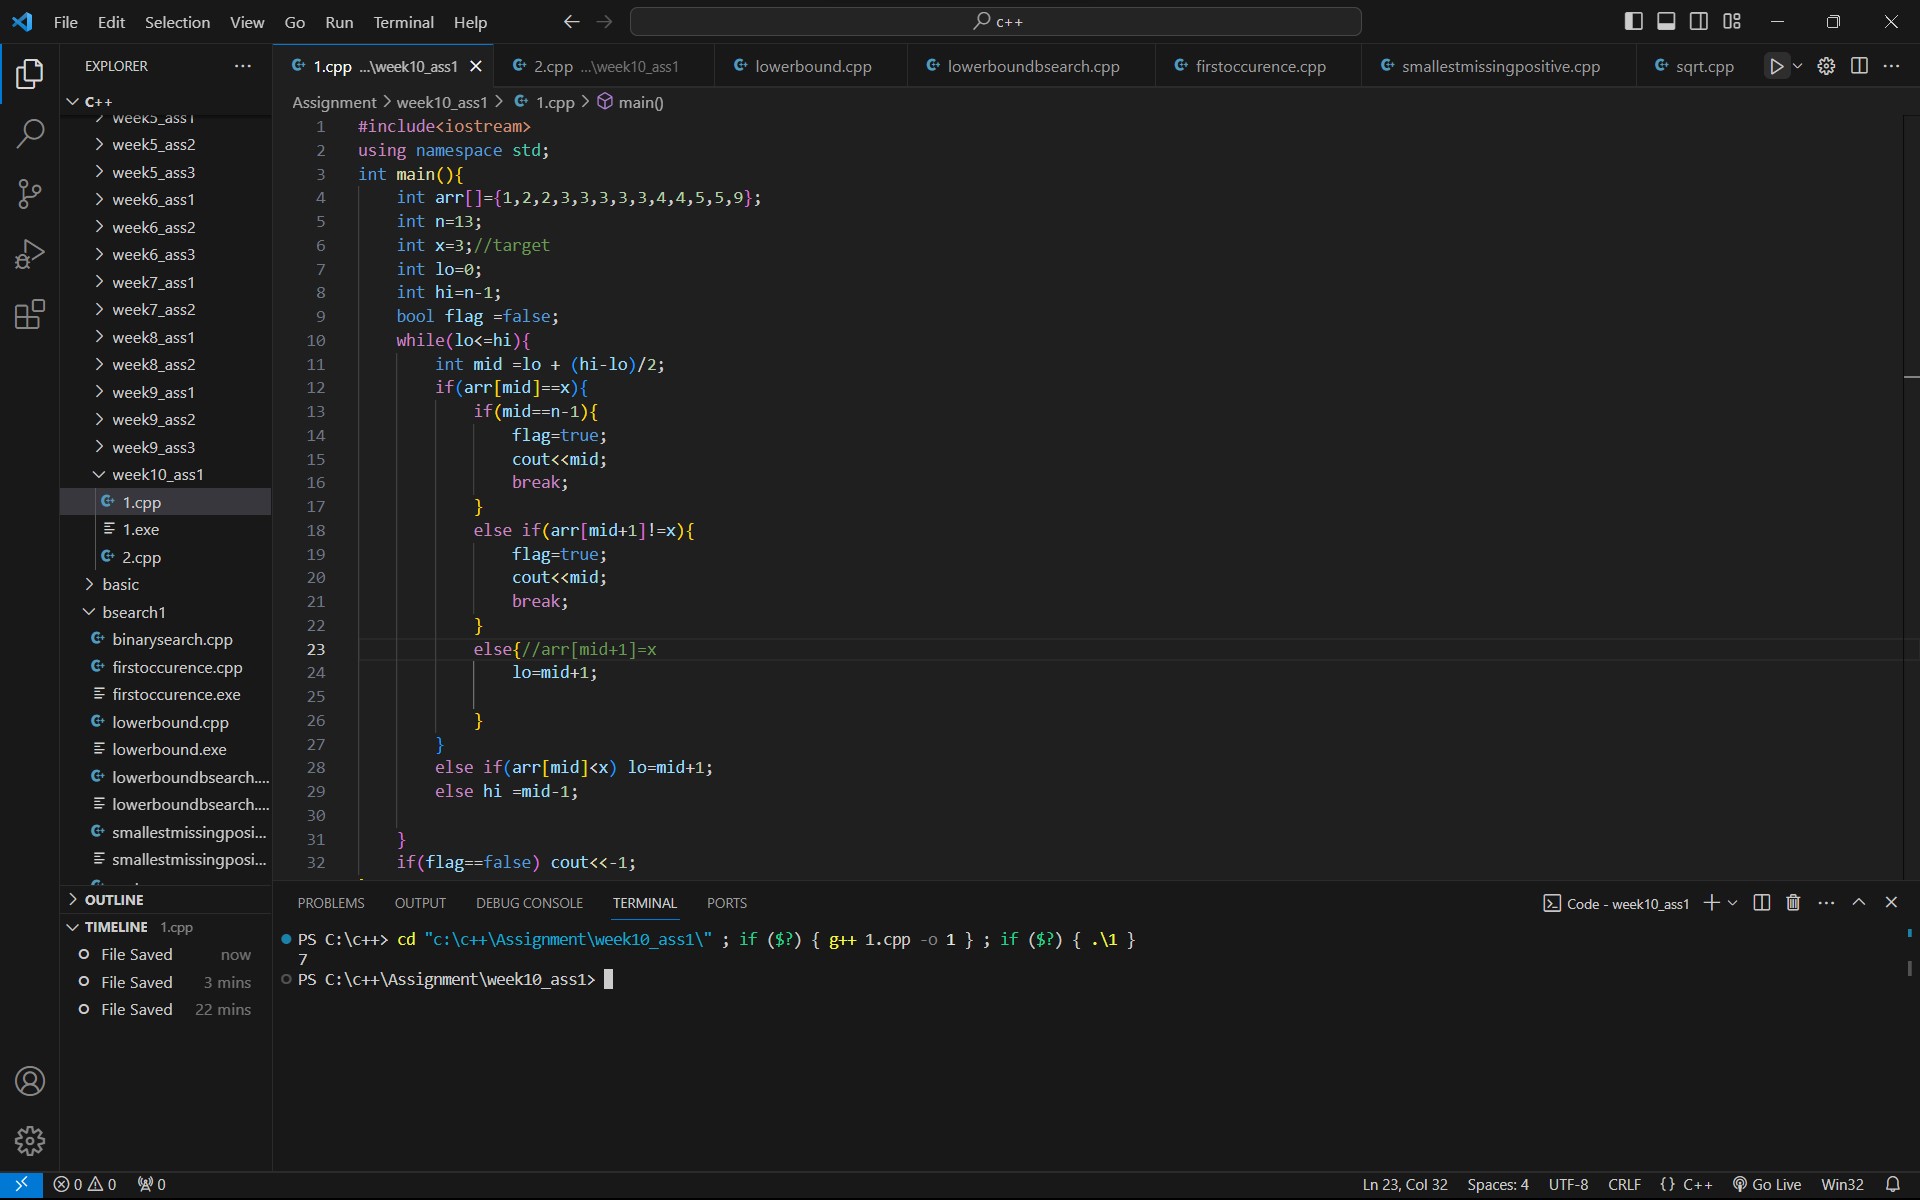 File Edit Selection View Go Run Terminal Help
c++
EXPLORER
1.cpp ...\week10_ass1
2.cpp ...\week10_ass1
lowerbound.cpp
lowerboundbsearch.cpp
firstoccurence.cpp
smallestmissingpositive.cpp
sqrt.cpp
C++
week5_ass1
week5_ass2
week5_ass3
week6_ass1
week6_ass2
week6_ass3
week7_ass1
week7_ass2
week8_ass1
week8_ass2
week9_ass1
week9_ass2
week9_ass3
week10_ass1
1.cpp
1.exe
2.cpp
basic
bsearch1
binarysearch.cpp
firstoccurence.cpp
firstoccurence.exe
lowerbound.cpp
lowerbound.exe
lowerboundbsearch....
lowerboundbsearch....
smallestmissingposi...
smallestmissingposi...
OUTLINE
TIMELINE 1.cpp
File Saved now
File Saved 3 mins
File Saved 22 mins
Assignment > week10_ass1 > 1.cpp > main()
1 #include<iostream>
2 using namespace std;
3 int main(){
4 int arr[]={1,2,2,3,3,3,3,3,4,4,5,5,9};
5 int n=13;
6 int x=3;//target
7 int lo=0;
8 int hi=n-1;
9 bool flag =false;
10 while(lo<=hi){
11 int mid =lo + (hi-lo)/2;
12 if(arr[mid]==x){
13 if(mid==n-1){
14 flag=true;
15 cout<<mid;
16 break;
17 }
18 else if(arr[mid+1]!=x){
19 flag=true;
20 cout<<mid;
21 break;
22 }
23 else{//arr[mid+1]=x
24 lo=mid+1;
25
26 }
27 }
28 else if(arr[mid]<x) lo=mid+1;
29 else hi =mid-1;
30
31 }
32 if(flag==false) cout<<-1;
PROBLEMS OUTPUT DEBUG CONSOLE TERMINAL PORTS
Code - week10_ass1
PS C:\c++> cd "c:\c++\Assignment\week10_ass1\" ; if ($?) { g++ 1.cpp -o 1 } ; if ($?) { .\1 }
7
PS C:\c++\Assignment\week10_ass1>
0 0 0
Ln 23, Col 32 Spaces: 4 UTF-8 CRLF {} C++ Go Live Win32